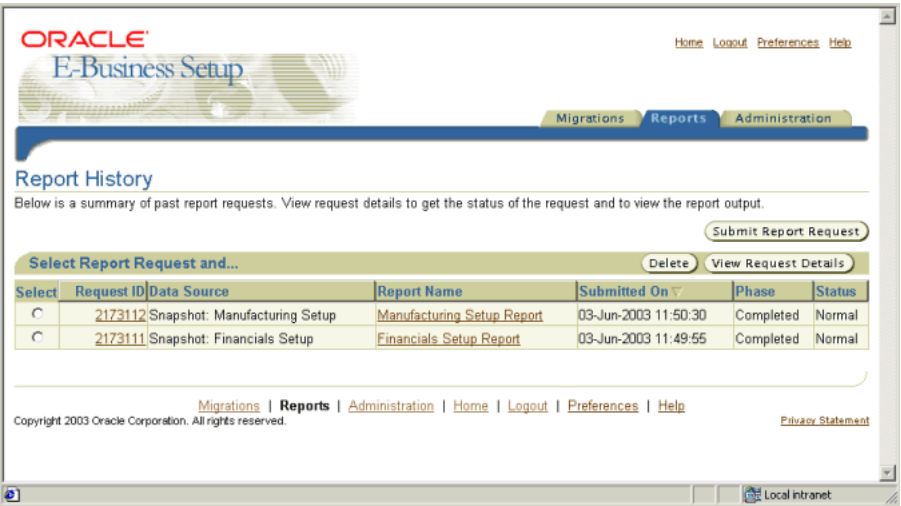 ORACLE
E-Business Setup
Home Logout Preferences Help
Migrations Reports Administration
Report History
Below is a summary of past report requests. View request details to get the status of the request and to view the report output.
Submit Report Request
Select Report Request and... Delete View Request Details
Select Request ID Data Source Report Name Submitted On Phase Status
2173112 Snapshot: Manufacturing Setup Manufacturing Setup Report 03-Jun-2003 11:50:30 Completed Normal
2173111 Snapshot: Financials Setup Financials Setup Report 03-Jun-2003 11:49:55 Completed Normal
Migrations | Reports | Administration | Home | Logout | Preferences | Help
Copyright 2003 Oracle Corporation. All rights reserved. Privacy Statement
Local intranet